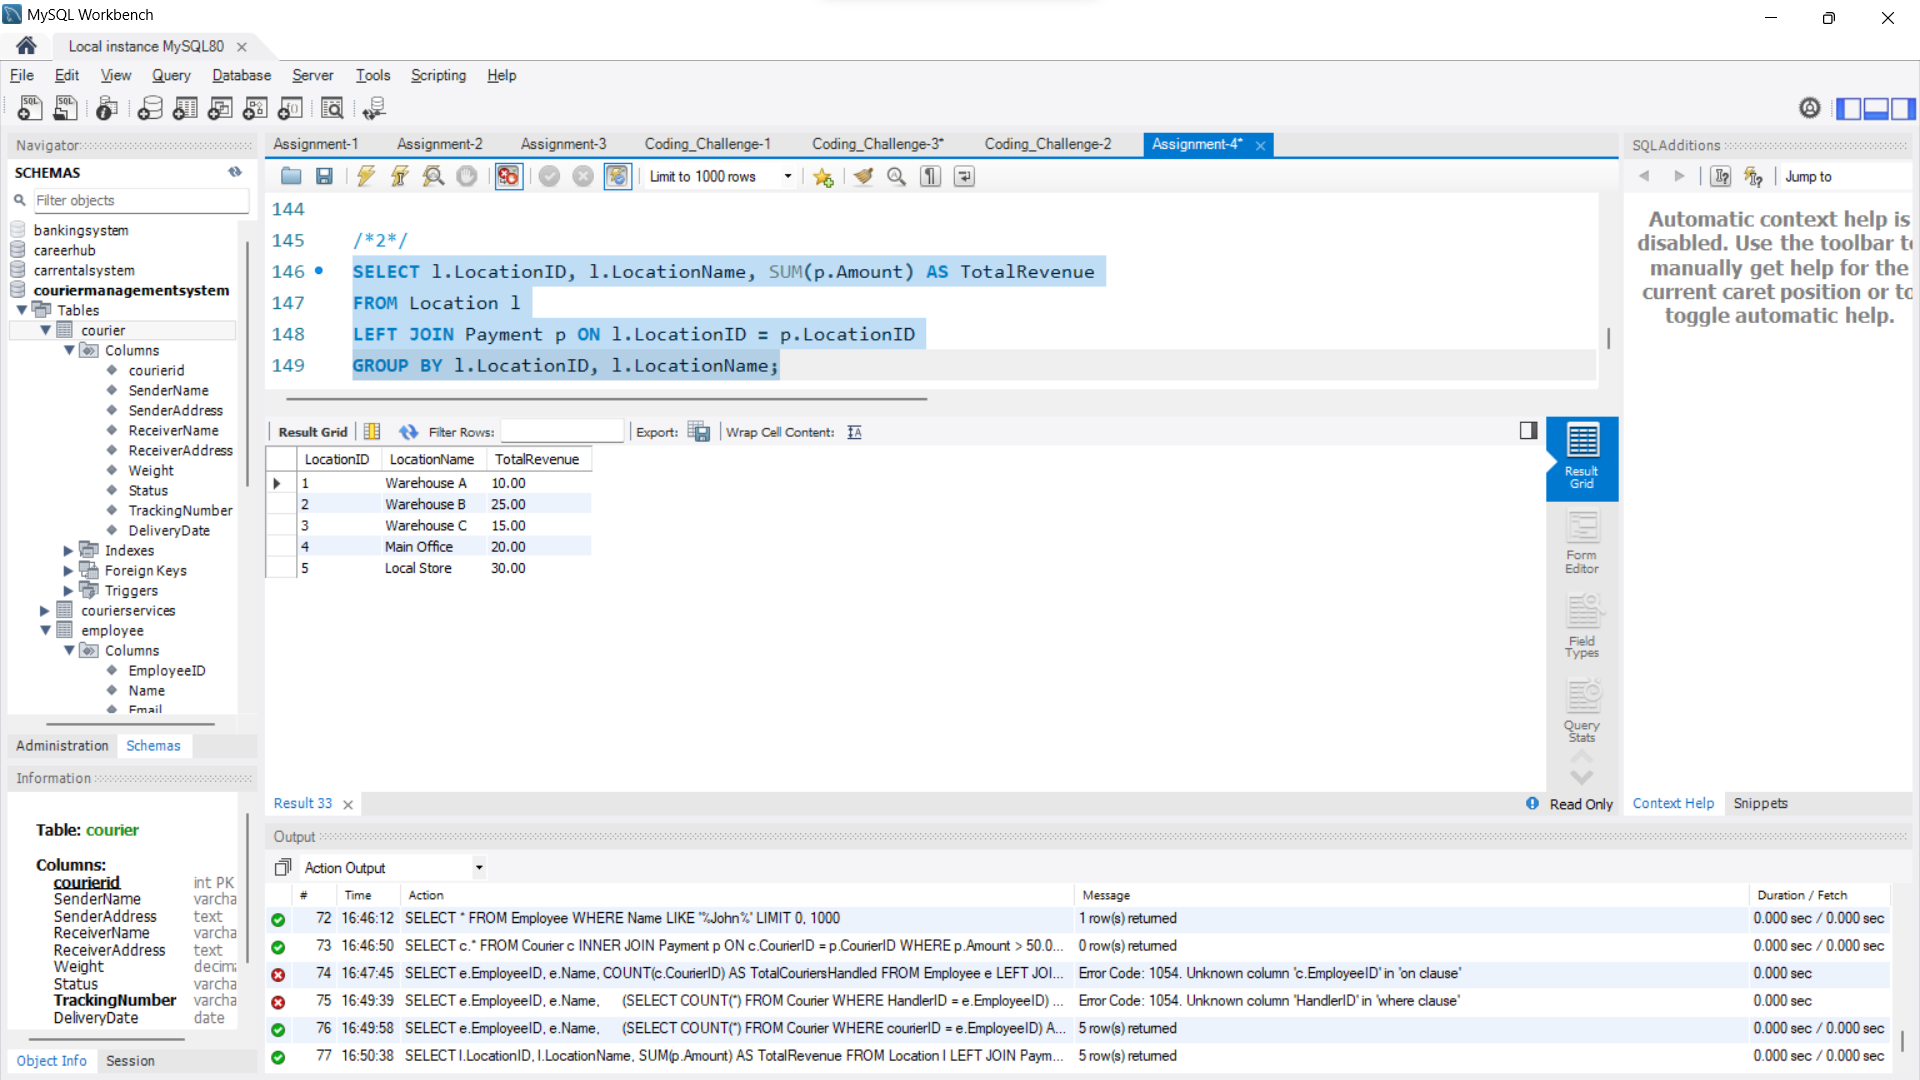 MySQL Workbench
Local instance MySQL80
File Edit View Query Database Server Tools Scripting Help
Navigator
SCHEMAS
Filter objects
bankingsystem
careerhub
carrentalsystem
couriermanagementsystem
Tables
courier
Columns
courierid
SenderName
SenderAddress
ReceiverName
ReceiverAddress
Weight
Status
TrackingNumber
DeliveryDate
Indexes
Foreign Keys
Triggers
courierservices
employee
Columns
EmployeeID
Name
Email
Administration Schemas
Information
Table: courier
Columns:
courierid int PK
SenderName varcha
SenderAddress text
ReceiverName varcha
ReceiverAddress text
Weight decim
Status varcha
TrackingNumber varcha
DeliveryDate date
Object Info Session
Assignment-1 Assignment-2 Assignment-3 Coding_Challenge-1 Coding_Challenge-3* Coding_Challenge-2 Assignment-4*
Limit to 1000 rows
144
145 /*2*/
146 SELECT l.LocationID, l.LocationName, SUM(p.Amount) AS TotalRevenue
147 FROM Location l
148 LEFT JOIN Payment p ON l.LocationID = p.LocationID
149 GROUP BY l.LocationID, l.LocationName;
Result Grid Filter Rows: Export: Wrap Cell Content:
LocationID LocationName TotalRevenue
1 Warehouse A 10.00
2 Warehouse B 25.00
3 Warehouse C 15.00
4 Main Office 20.00
5 Local Store 30.00
Result Grid
Form Editor
Field Types
Query Stats
Result 33
Read Only
SQLAdditions
Jump to
Automatic context help is
disabled. Use the toolbar to
manually get help for the
current caret position or to
toggle automatic help.
Context Help Snippets
Output
Action Output
# Time Action Message Duration / Fetch
72 16:46:12 SELECT * FROM Employee WHERE Name LIKE '%John%' LIMIT 0, 1000 1 row(s) returned 0.000 sec / 0.000 sec
73 16:46:50 SELECT c.* FROM Courier c INNER JOIN Payment p ON c.CourierID = p.CourierID WHERE p.Amount > 50.0... 0 row(s) returned 0.000 sec / 0.000 sec
74 16:47:45 SELECT e.EmployeeID, e.Name, COUNT(c.CourierID) AS TotalCouriersHandled FROM Employee e LEFT JOI... Error Code: 1054. Unknown column 'c.EmployeeID' in 'on clause' 0.000 sec
75 16:49:39 SELECT e.EmployeeID, e.Name, (SELECT COUNT(*) FROM Courier WHERE HandlerID = e.EmployeeID) ... Error Code: 1054. Unknown column 'HandlerID' in 'where clause' 0.000 sec
76 16:49:58 SELECT e.EmployeeID, e.Name, (SELECT COUNT(*) FROM Courier WHERE courierID = e.EmployeeID) A... 5 row(s) returned 0.000 sec / 0.000 sec
77 16:50:38 SELECT l.LocationID, l.LocationName, SUM(p.Amount) AS TotalRevenue FROM Location l LEFT JOIN Paym... 5 row(s) returned 0.000 sec / 0.000 sec